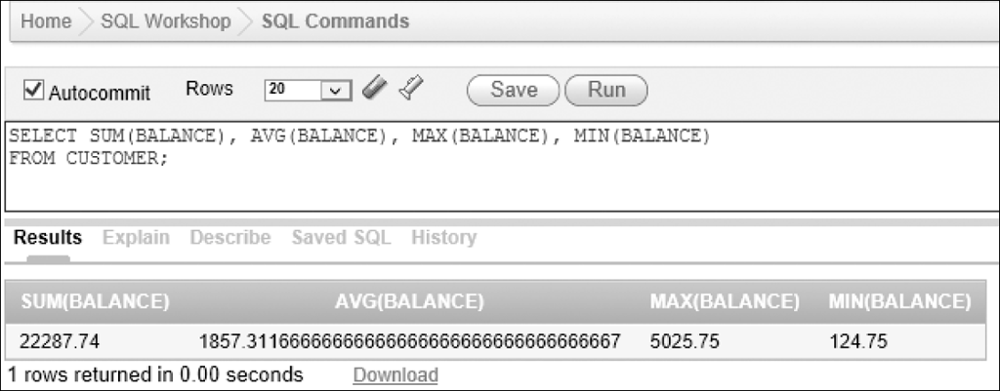 Home SQL Workshop SQL Commands
Autocommit Rows 20 Save Run
SELECT SUM(BALANCE), AVG(BALANCE), MAX(BALANCE), MIN(BALANCE)
FROM CUSTOMER;
Results Explain Describe Saved SQL History
SUM(BALANCE) AVG(BALANCE) MAX(BALANCE) MIN(BALANCE)
22287.74 1857.31166666666666666666666666666666667 5025.75 124.75
1 rows returned in 0.00 seconds Download